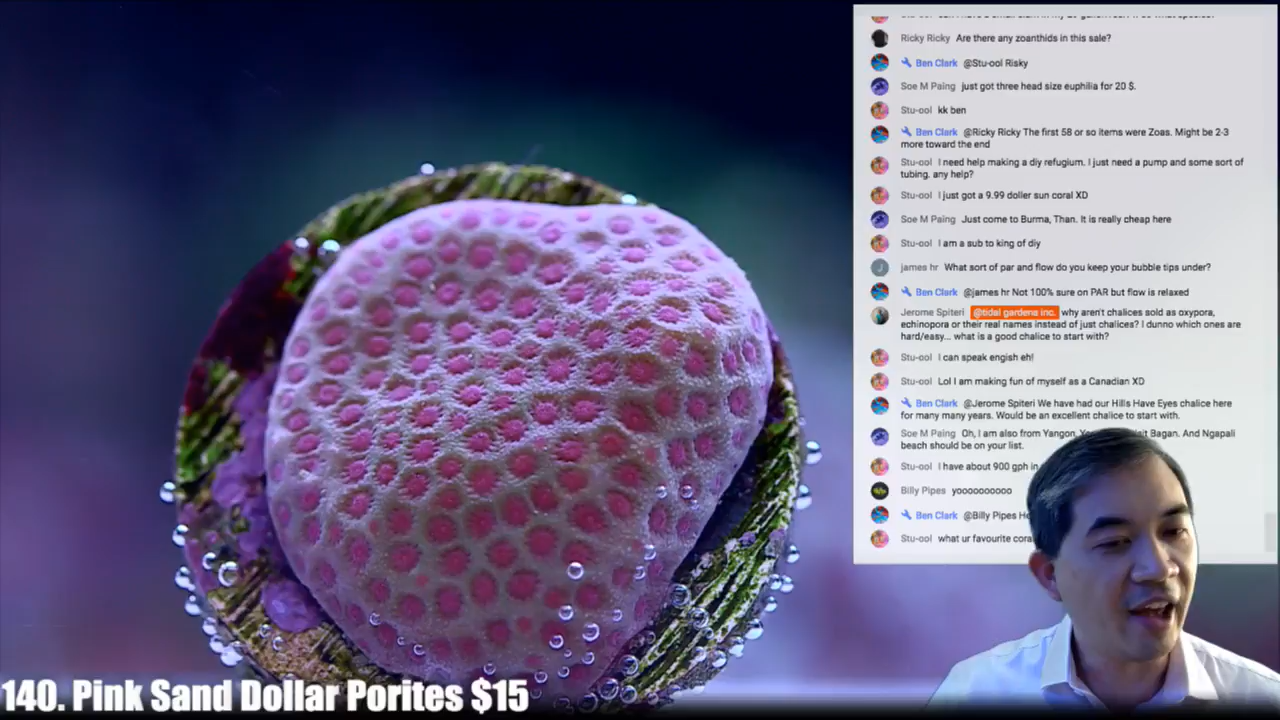 Ricky Ricky Are there any zoanthids in this sale?
Ben Clark @Stu-ool Risky
Soe M Paing just got three head size euphilia for 20 $.
Stu-ool kk ben
Ben Clark @Ricky Ricky The first 58 or so items were Zoas. Might be 2-3
more toward the end
Stu-ool I need help making a diy refugium. I just need a pump and some sort of
tubing. any help?
Stu-ool I just got a 9.99 doller sun coral XD
Soe M Paing Just come to Burma, Than. It is really cheap here
Stu-ool I am a sub to king of diy
james hr What sort of par and flow do you keep your bubble tips under?
Ben Clark @james hr Not 100% sure on PAR but flow is relaxed
Jerome Spiteri @tidal gardens inc. why aren't chalices sold as oxypora,
echinopora or their real names instead of just chalices? I dunno which ones are
hard/easy... what is a good chalice to start with?
Stu-ool I can speak engish eh!
Stu-ool Lol I am making fun of myself as a Canadian XD
Ben Clark @Jerome Spiteri We have had our Hills Have Eyes chalice here
for many many years. Would be an excellent chalice to start with.
Soe M Paing Oh, I am also from Yangon, visit Bagan. And Ngapali
beach should be on your list.
Stu-ool I have about 900 gph in
Billy Pipes yoooooooooo
Ben Clark @Billy Pipes
Stu-ool what ur favourite
140. Pink Sand Dollar Porites $15